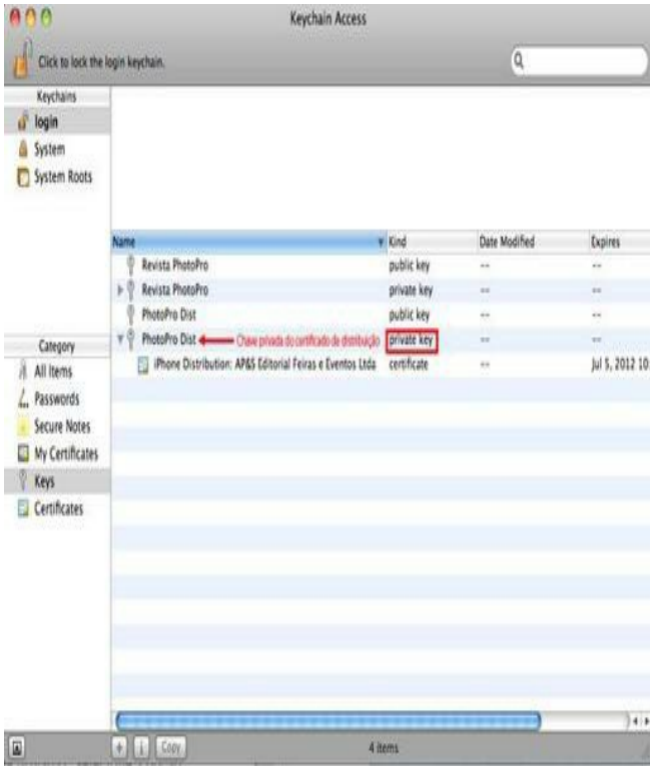 Keychain Access
Click to lock the login keychain.
Keychains
login
System
System Roots
Name Kind Date Modified Expires
Revista PhotoPro public key -- --
Revista PhotoPro private key -- --
PhotoPro Dist public key -- --
PhotoPro Dist Chave privada do certificado de distribuição private key -- --
iPhone Distribution: AP&S Editorial Feiras e Eventos Ltda certificate -- Jul 5, 2012 10:
Category
All Items
Passwords
Secure Notes
My Certificates
Keys
Certificates
+ i Copy 4 items